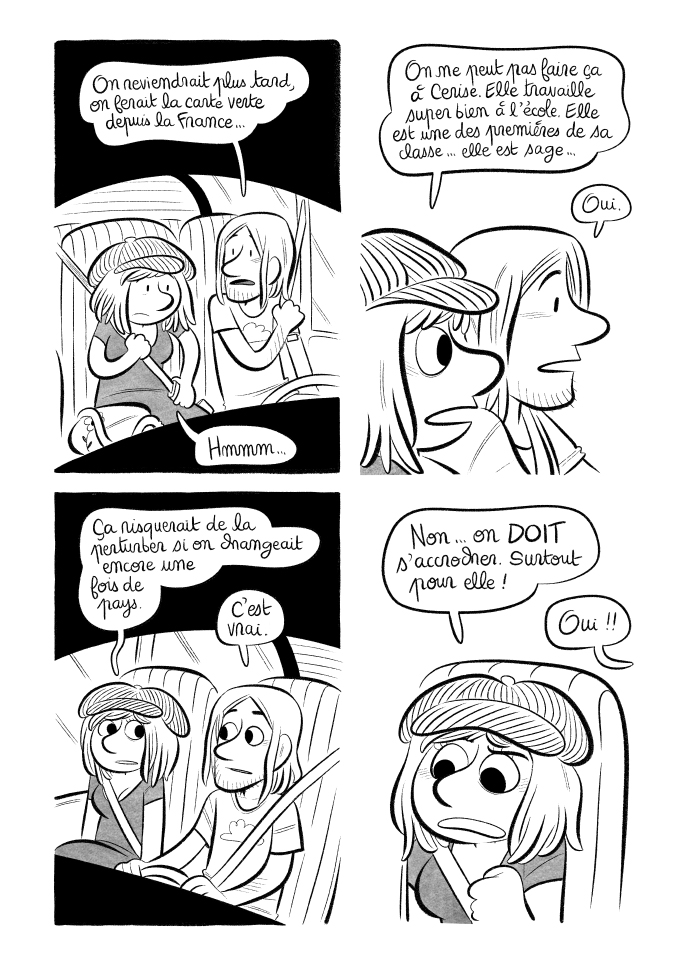 On reviendrait plus tard,
on ferait la carte verte
depuis la France...
Hmmm...
On ne peut pas faire ça
à Cerise. Elle travaille
super bien à l'école. Elle
est une des premières de sa
classe... elle est sage...
Oui.
Ça risquerait de la
perturber si on changeait
encore une
fois de
pays.
C'est
vrai.
Non... on DOIT
s'accrocher. Surtout
pour elle !
Oui !!